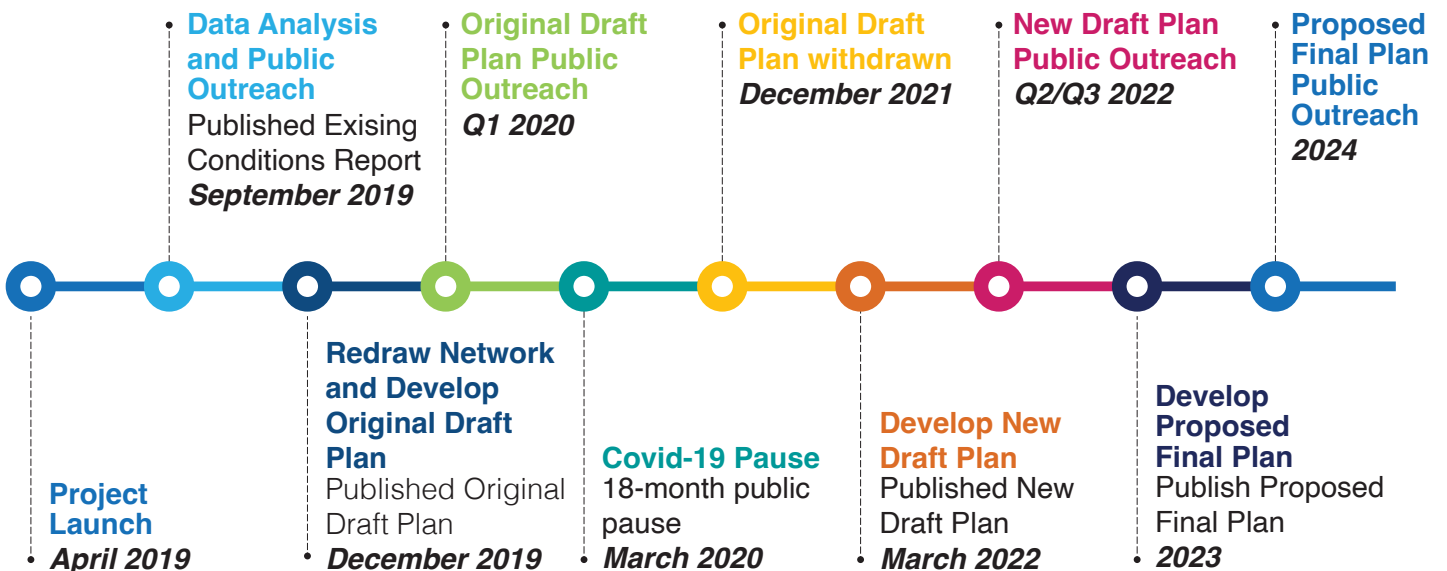 Data Analysis
and Public
Outreach
Published Exising
Conditions Report
September 2019
Original Draft
Plan Public
Outreach
Q1 2020
Original Draft
Plan withdrawn
December 2021
New Draft Plan
Public Outreach
Q2/Q3 2022
Proposed
Final Plan
Public
Outreach
2024
Project
Launch
April 2019
Redraw Network
and Develop
Original Draft
Plan
Published Original
Draft Plan
December 2019
Covid-19 Pause
18-month public
pause
March 2020
Develop New
Draft Plan
Published New
Draft Plan
March 2022
Develop
Proposed
Final Plan
Publish Proposed
Final Plan
2023